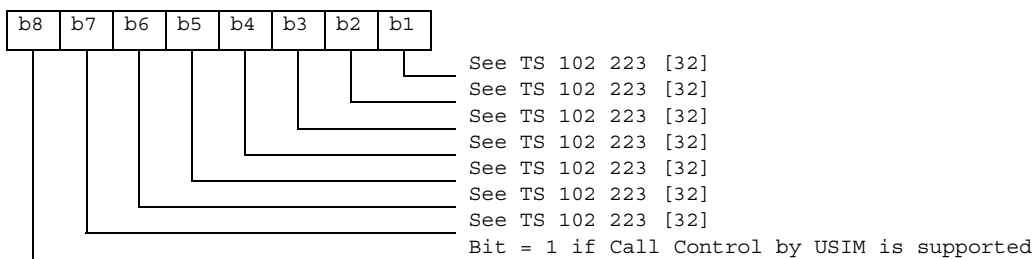 b8 b7 b6 b5 b4 b3 b2 b1
See TS 102 223 [32]
See TS 102 223 [32]
See TS 102 223 [32]
See TS 102 223 [32]
See TS 102 223 [32]
See TS 102 223 [32]
See TS 102 223 [32]
Bit = 1 if Call Control by USIM is supported